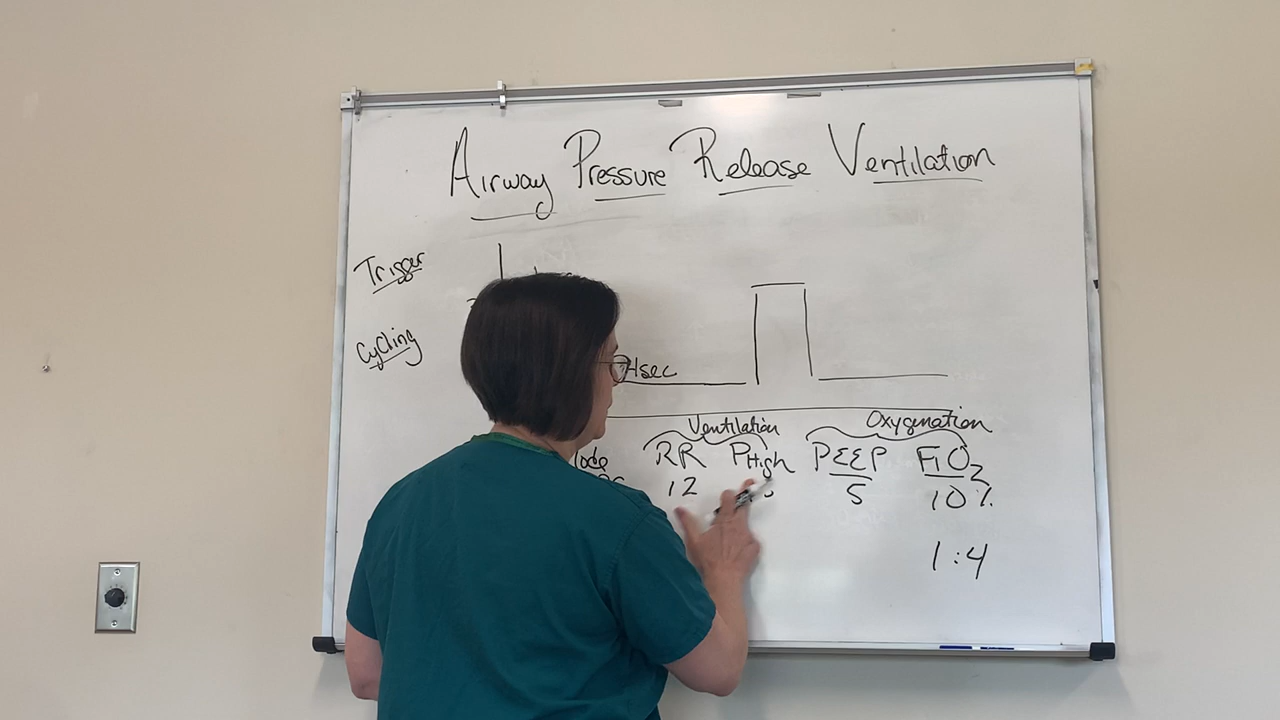 Airway Pressure Release Ventilation
Trigger
Cycling
4sec
Ventilation Oxygenation
RR PHigh PEEP FiO2
12 5 10%
1:4